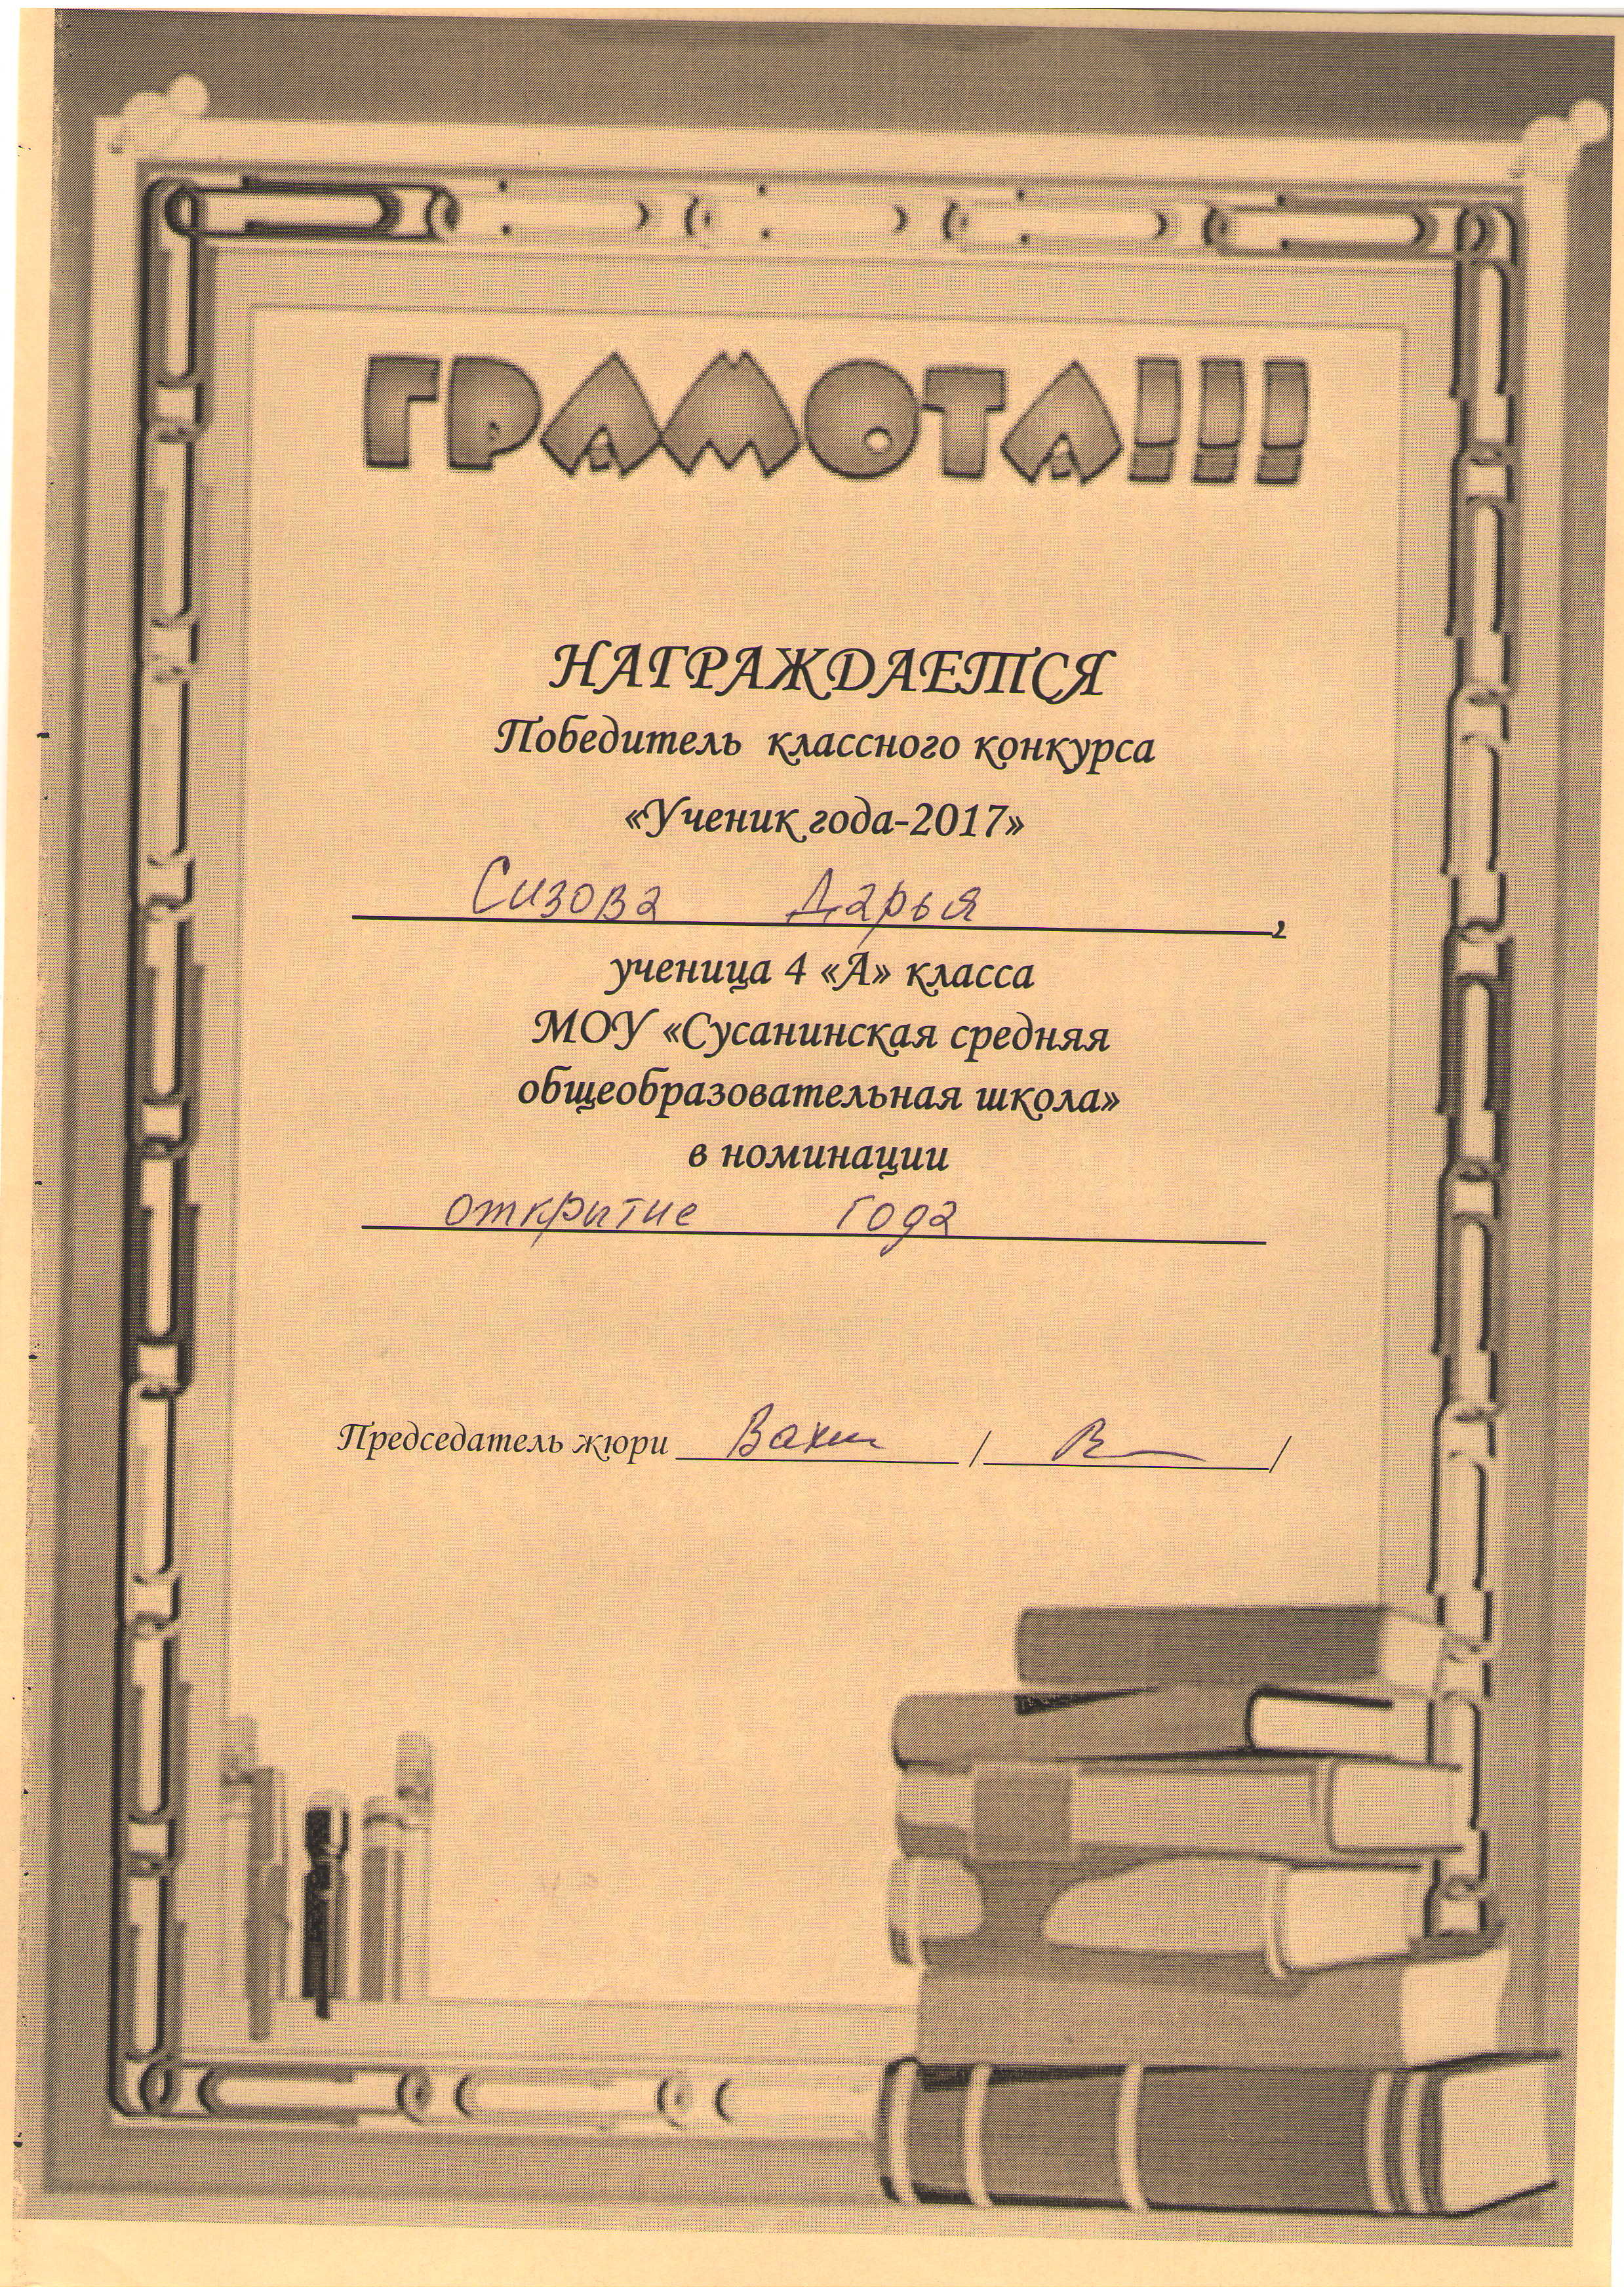 ГРАМОТА!!!
НАГРАЖДАЕТСЯ
Победитель классного конкурса
«Ученик года-2017»
Сизова Дарья,
ученица 4 «А» класса
МОУ «Сусанинская средняя
общеобразовательная школа»
в номинации
открытие года
Председатель жюри / /